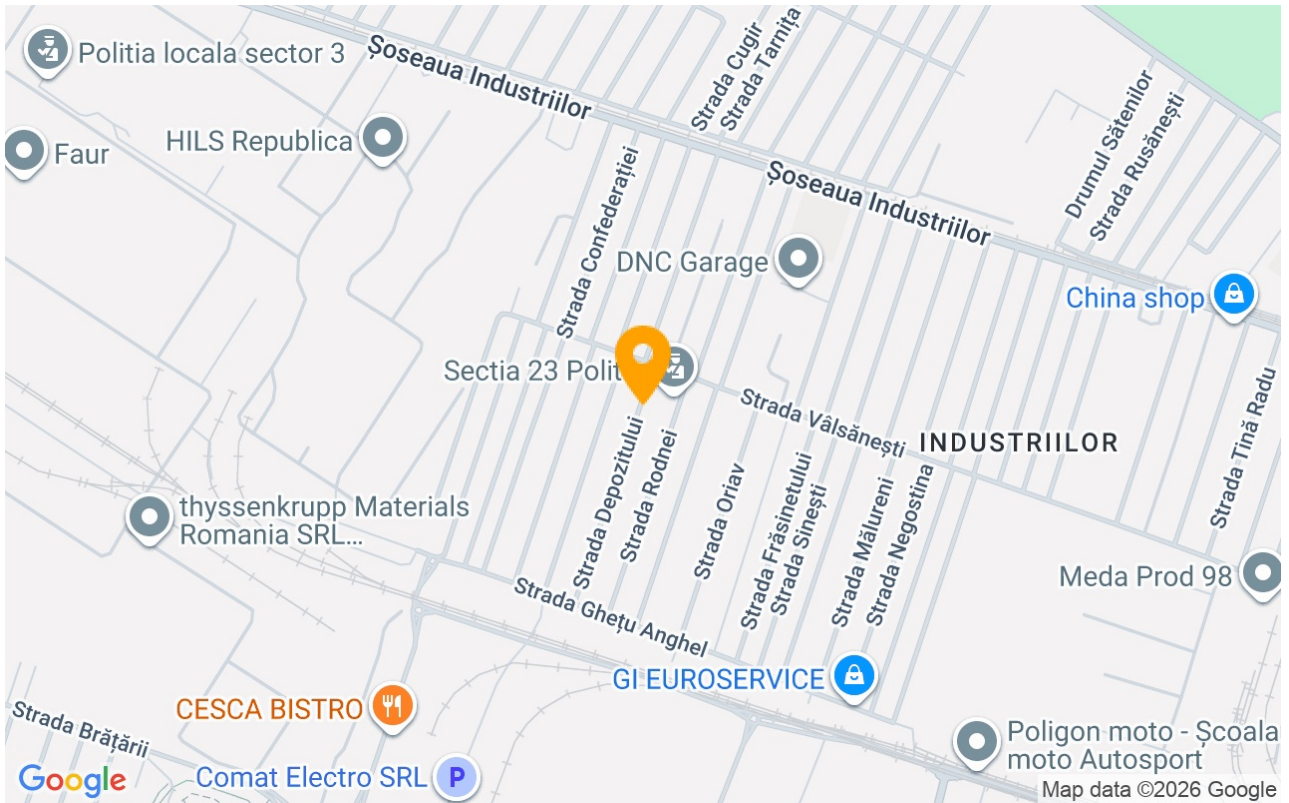 Politia locala sector 3
Șoseaua Industriilor
Strada Cugir
Strada Tarnița
Drumul Sătenilor
Strada Rusănești
HILS Republica
Faur
Strada Confederației
Șoseaua Industriilor
DNC Garage
China shop
Sectia 23 Polit
Strada Vâlsănești
INDUSTRIILOR
Strada Tină Radu
Strada Depozitului
Strada Rodnei
Strada Oriav
Strada Frăsinetului
Strada Sinești
Strada Mălureni
Strada Negostina
thyssenkrupp Materials
Romania SRL...
Meda Prod 98
Strada Ghețu Anghel
GI EUROSERVICE
CESCA BISTRO
Strada Brățării
Poligon moto - Școala
moto Autosport
Google
Comat Electro SRL
P
Map data ©2026 Google